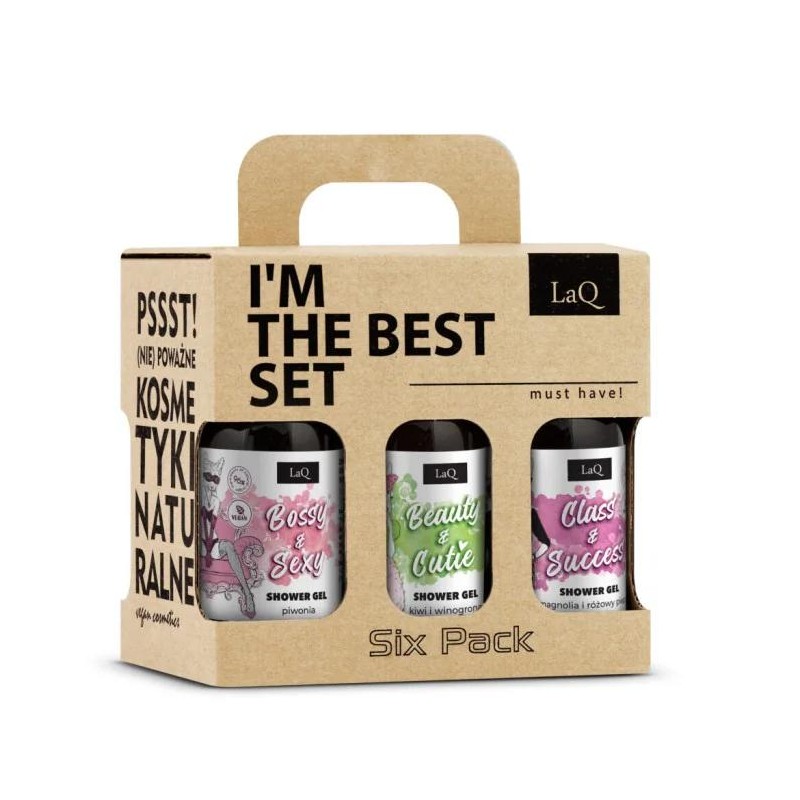 I'M
THE BEST
SET
LaQ
must have!
PSSST!
(NIE) POWAŻNE
KOSME
TYKI
NATU
RALNE
vegan cosmetics
LaQ
VEGAN
Bossy
&
Sexy
SHOWER GEL
piwonia
LaQ
Beauty
&
Cutie
SHOWER GEL
kiwi i winogrona
LaQ
Class
&
Success
SHOWER GEL
magnolia i różowy
Six Pack